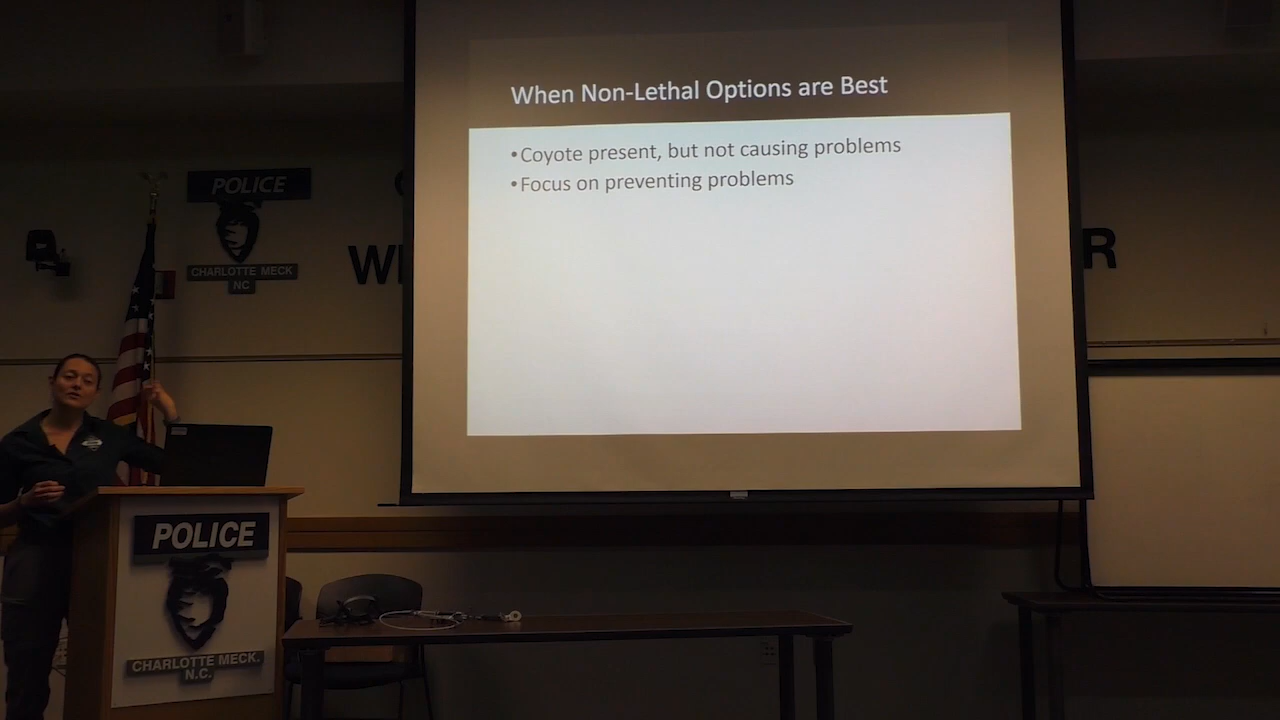 When Non-Lethal Options are Best
•Coyote present, but not causing problems
•Focus on preventing problems
POLICE
CHARLOTTE MECK
NC
POLICE
CHARLOTTE MECK.
N.C.